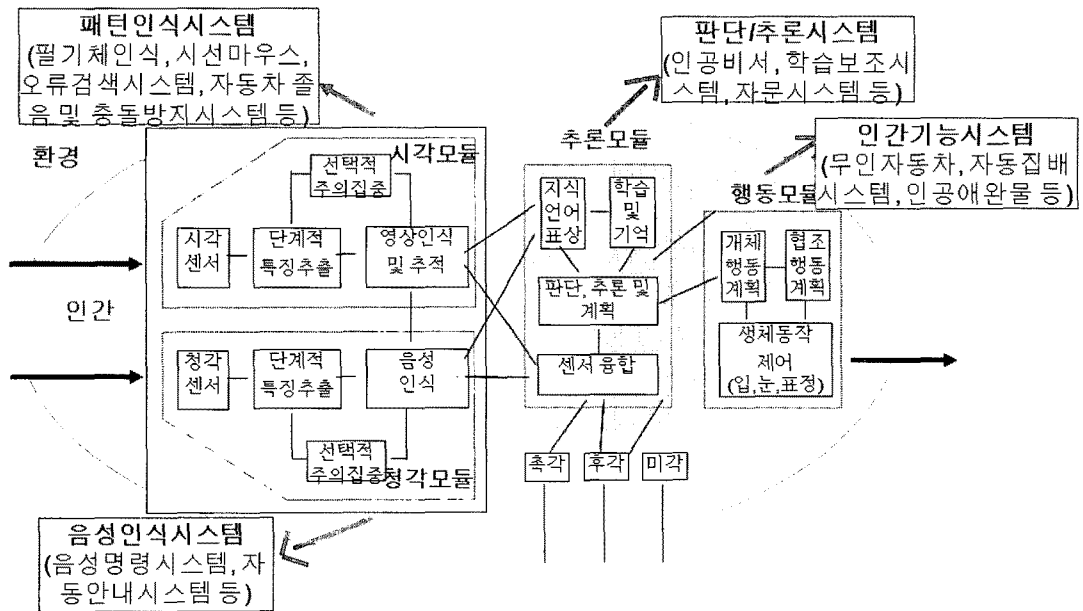 패턴인식시스템
(필기체인식, 시선마우스,
오류검색시스템, 자동차 졸
음 및 충돌방지시스템 등)
판단/추론시스템
(인공비서, 학습보조시
스템, 자문시스템 등)
인간기능시스템
(무인자동차, 자동집배
시스템, 인공애완물 등)
환경
인간
시각모듈
선택적
주의집중
시각
센서
단계적
특징추출
영상인식
및 추적
청각
센서
단계적
특징추출
음성
인식
선택적
주의집중
청각모듈
추론모듈
지식
언어
표상
학습
및
기억
판단, 추론 및
계획
센서 융합
촉각
후각
미각
행동모듈
개체
행동
계획
협조
행동
계획
생체동작
제어
(입,눈,표정)
음성인식시스템
(음성명령시스템, 자
동안내시스템 등)